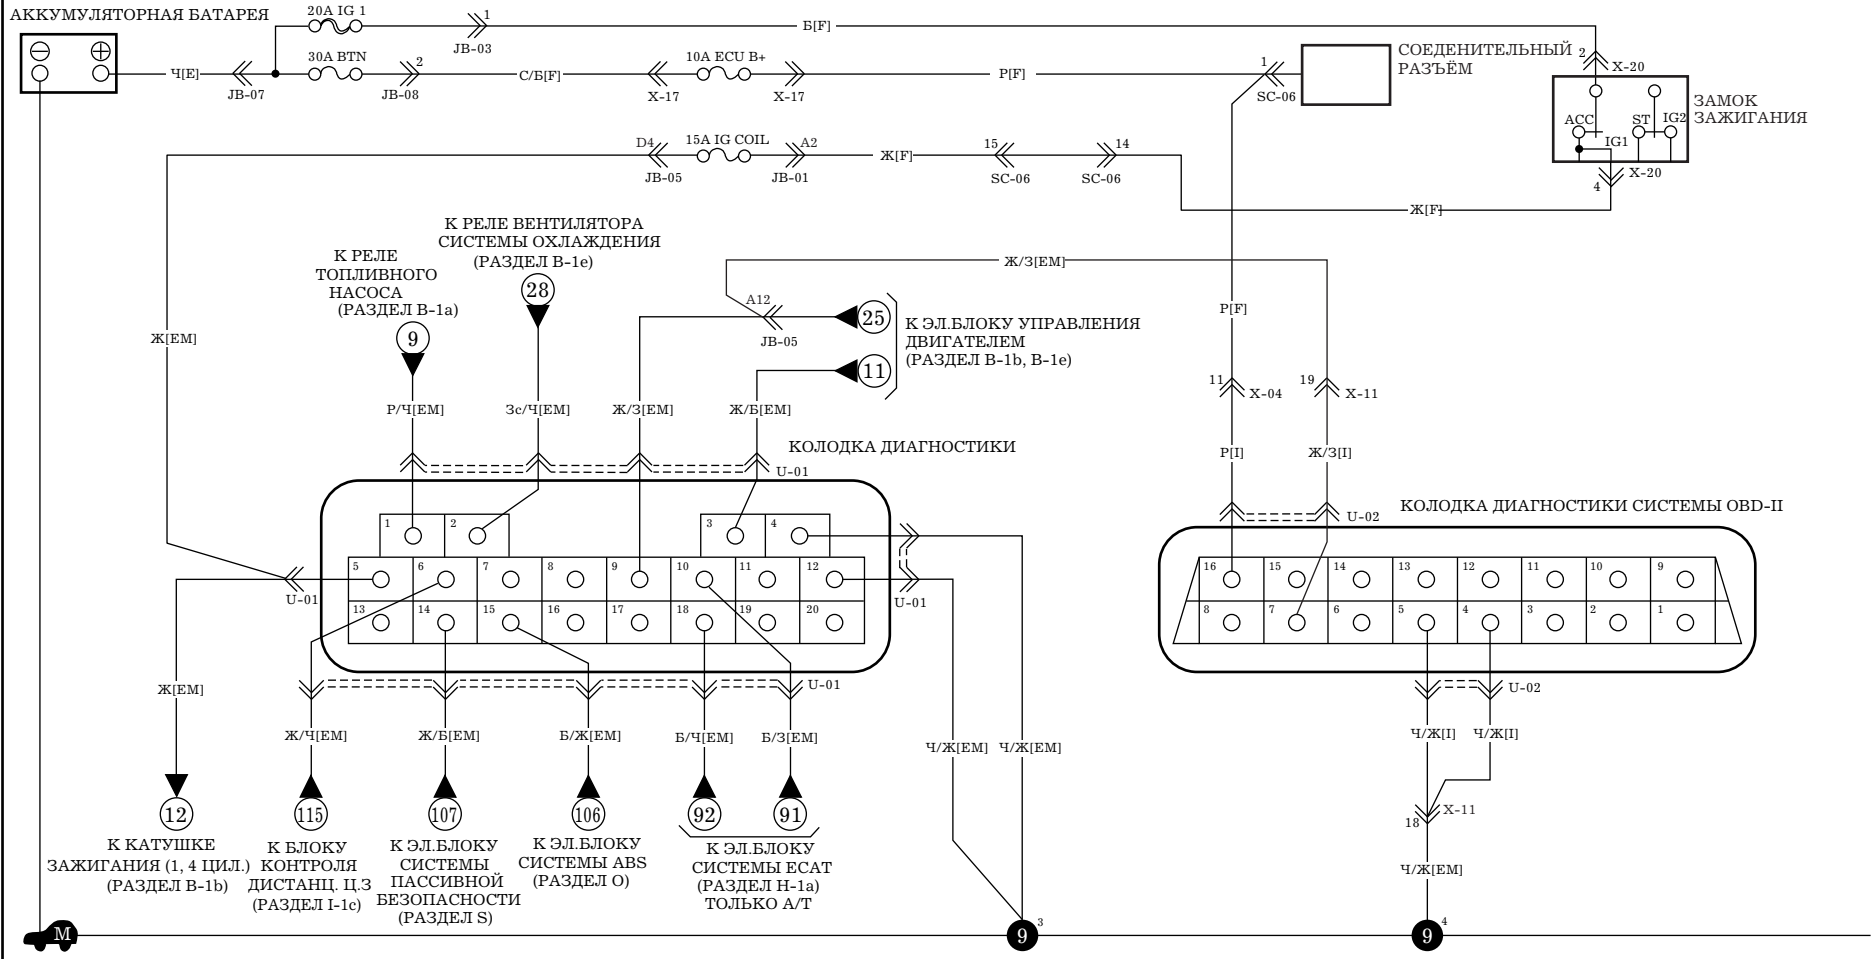 АККУМУЛЯТОРНАЯ БАТАРЕЯ
20A IG 1
1
JB-03
Б[F]
2
X-20
Ч[E]
JB-07
30A BTN
2
JB-08
С/Б[F]
X-17
10A ECU B+
X-17
Р[F]
1
SC-06
СОЕДЕНИТЕЛЬНЫЙ
РАЗЪЁМ
ACC
IG1
ST
IG2
ЗАМОК
ЗАЖИГАНИЯ
X-20
4
D4
JB-05
15A IG COIL
A2
JB-01
Ж[F]
15
SC-06
14
SC-06
Ж[F]
К РЕЛЕ
ТОПЛИВНОГО
НАСОСА
(РАЗДЕЛ B-1a)
9
К РЕЛЕ ВЕНТИЛЯТОРА
СИСТЕМЫ ОХЛАЖДЕНИЯ
(РАЗДЕЛ B-1e)
28
Ж/З[EM]
A12
JB-05
25
11
К ЭЛ.БЛОКУ УПРАВЛЕНИЯ
ДВИГАТЕЛЕМ
(РАЗДЕЛ B-1b, B-1e)
Ж[EM]
Р[F]
11
X-04
19
X-11
Р/Ч[EM]
Зс/Ч[EM]
Ж/З[EM]
Ж/Б[EM]
Р[I]
Ж/З[I]
КОЛОДКА ДИАГНОСТИКИ
U-01
КОЛОДКА ДИАГНОСТИКИ СИСТЕМЫ OBD-II
U-02
1
2
3
4
5
6
7
8
9
10
11
12
13
14
15
16
17
18
19
20
U-01
U-01
U-01
16
15
14
13
12
11
10
9
8
7
6
5
4
3
2
1
U-02
Ж[EM]
Ж/Ч[EM]
Ж/Б[EM]
Б/Ж[EM]
Б/Ч[EM]
Б/З[EM]
Ч/Ж[EM]
Ч/Ж[EM]
Ч/Ж[I]
Ч/Ж[I]
X-11
18
Ч/Ж[EM]
12
К КАТУШКЕ
ЗАЖИГАНИЯ (1, 4 ЦИЛ.)
(РАЗДЕЛ B-1b)
115
К БЛОКУ
КОНТРОЛЯ
ДИСТАНЦ. Ц.З
(РАЗДЕЛ I-1c)
107
К ЭЛ.БЛОКУ
СИСТЕМЫ
ПАССИВНОЙ
БЕЗОПАСНОСТИ
(РАЗДЕЛ S)
106
К ЭЛ.БЛОКУ
СИСТЕМЫ ABS
(РАЗДЕЛ O)
92
91
К ЭЛ.БЛОКУ
СИСТЕМЫ ECAT
(РАЗДЕЛ H-1a)
ТОЛЬКО A/T
M
9
3
9
4